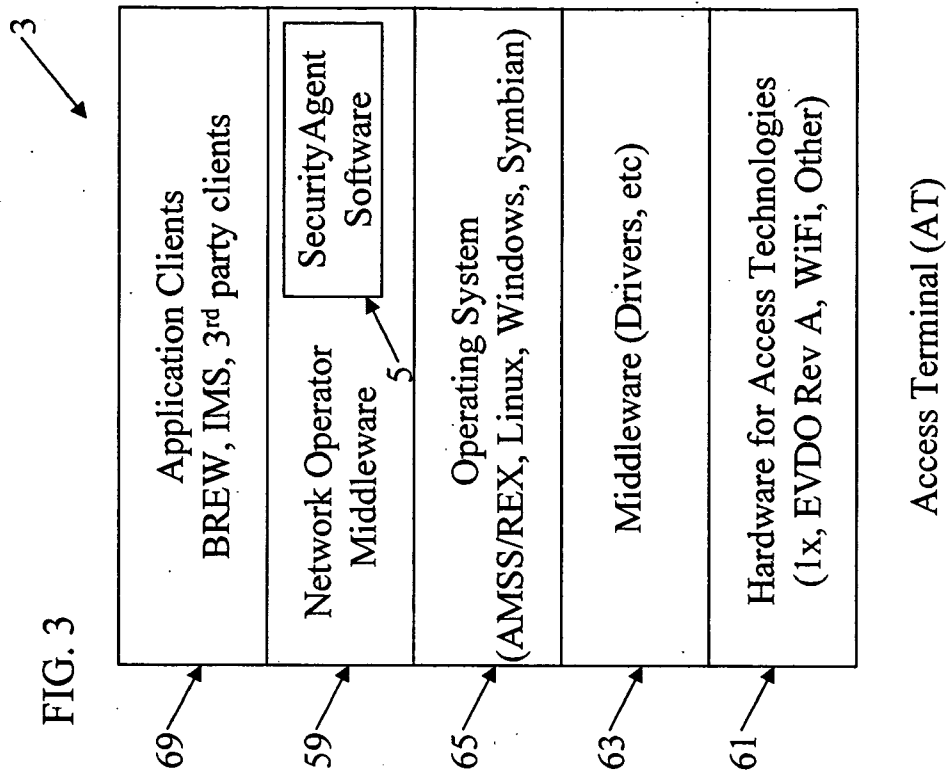 FIG. 3
3
69
Application Clients
BREW, IMS, 3rd party clients
59
Network Operator
Middleware
SecurityAgent
Software
5
65
Operating System
(AMSS/REX, Linux, Windows, Symbian)
63
Middleware (Drivers, etc)
61
Hardware for Access Technologies
(1x, EVDO Rev A, WiFi, Other)
Access Terminal (AT)